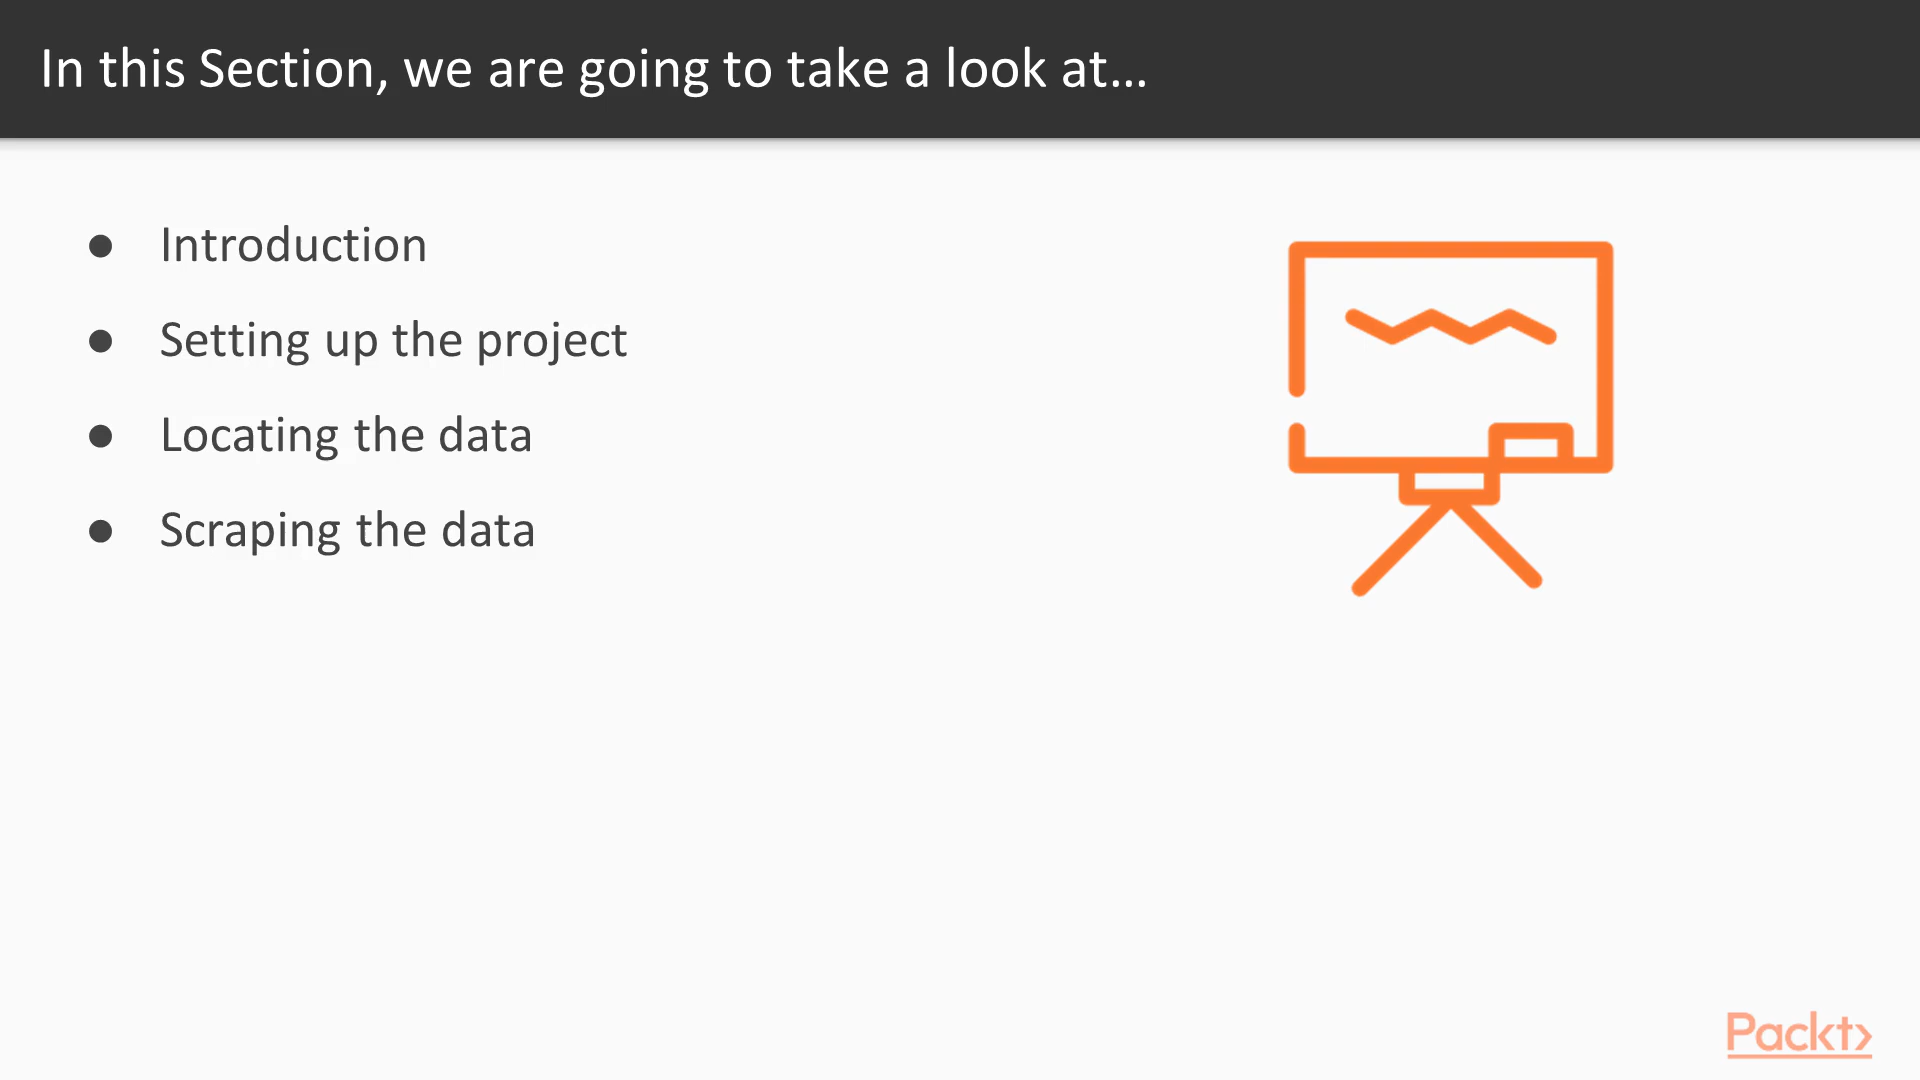 In this Section, we are going to take a look at...
● Introduction
● Setting up the project
● Locating the data
● Scraping the data
Packt>